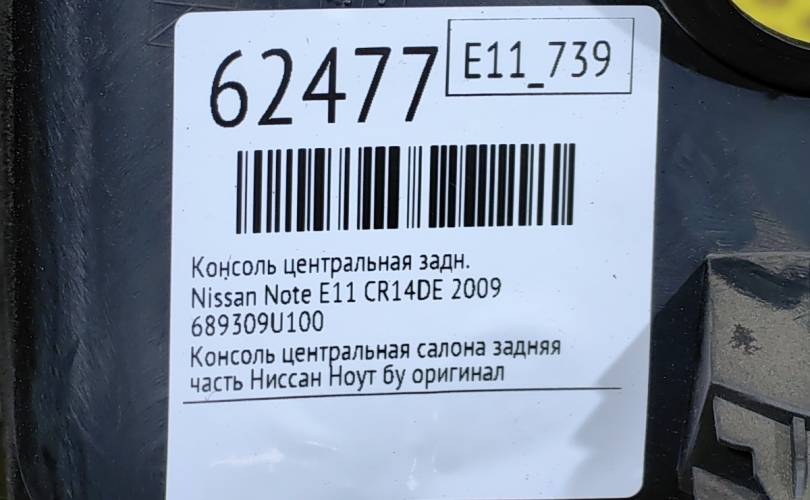 62477
E11_739
Консоль центральная задн.
Nissan Note E11 CR14DE 2009
689309U100
Консоль центральная салона задняя
часть Ниссан Ноут бу оригинал